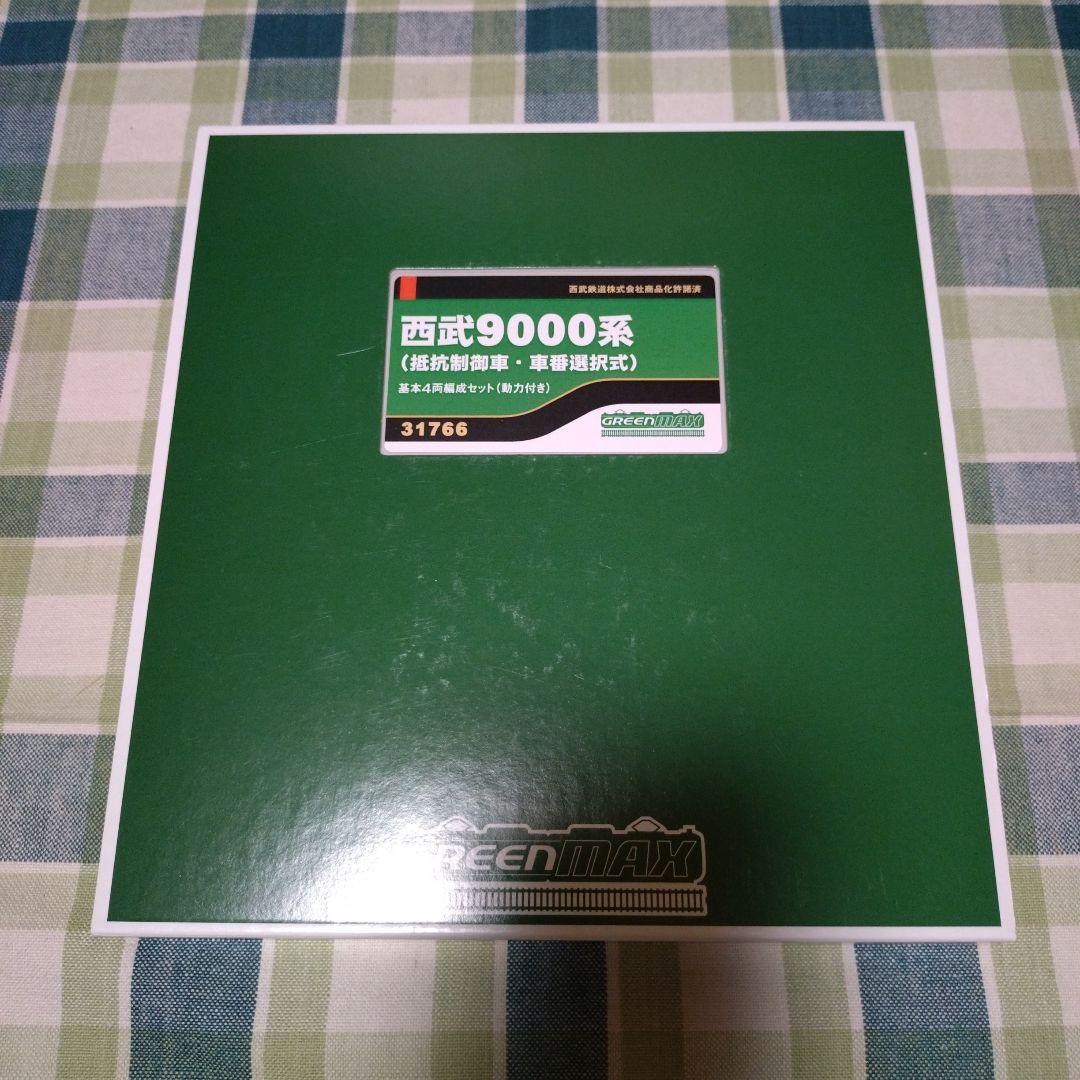 西武鉄道株式会社商品化許諾済
西武9000系
(抵抗制御車・車番選択式)
基本4両編成セット(動力付き)
31766
GREENMAX
GREENMAX